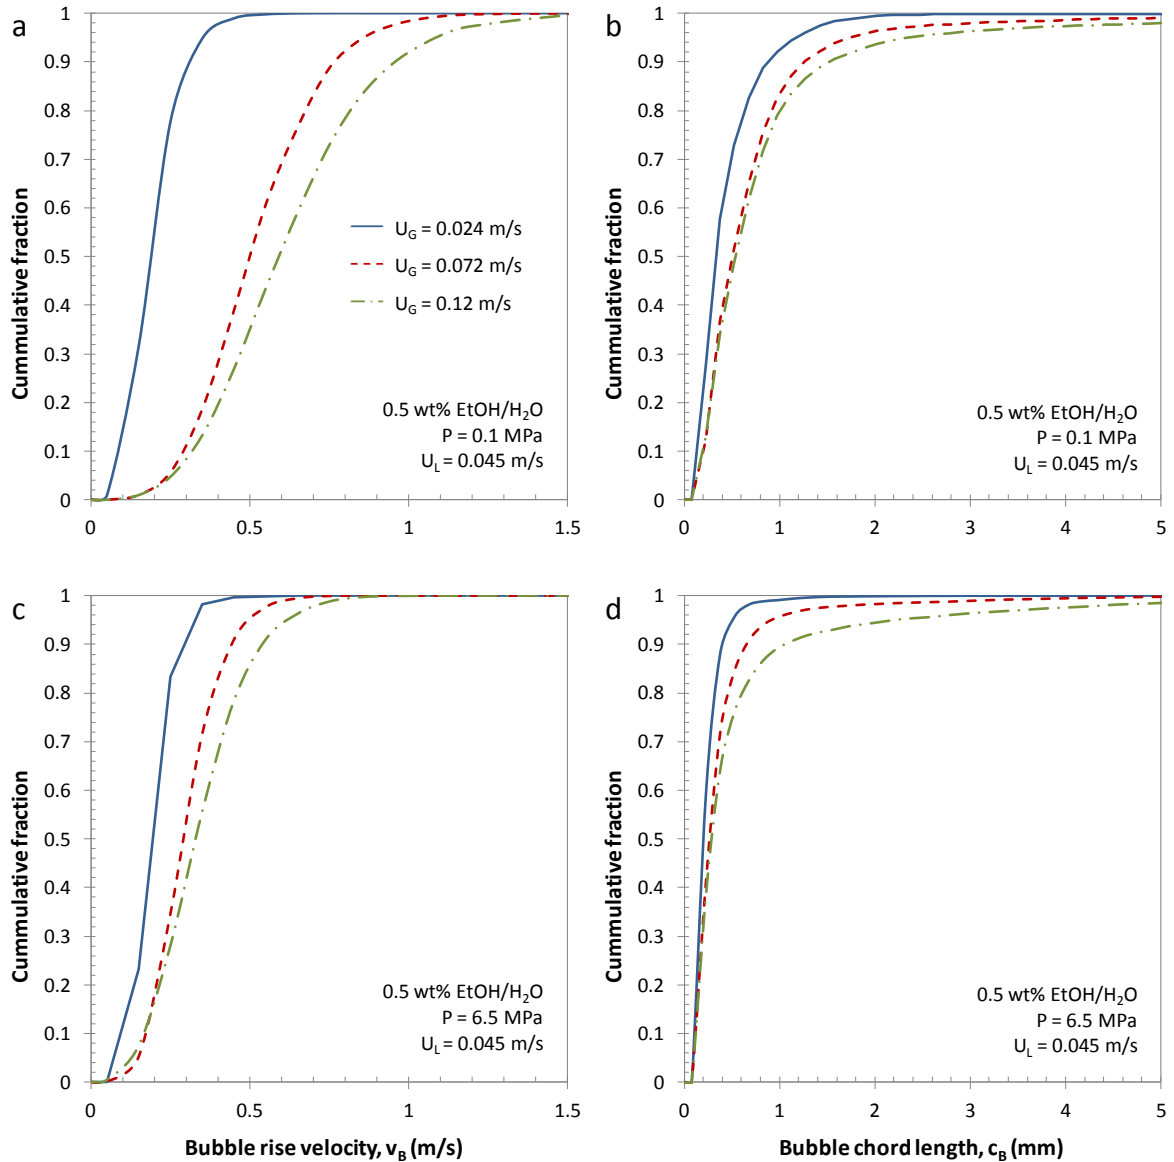 a
Cummulative fraction
1
0.9
0.8
0.7
0.6
0.5
0.4
0.3
0.2
0.1
0
0 0.5 1 1.5
U_G = 0.024 m/s
U_G = 0.072 m/s
U_G = 0.12 m/s
0.5 wt% EtOH/H₂O
P = 0.1 MPa
U_L = 0.045 m/s
b
Cummulative fraction
1
0.9
0.8
0.7
0.6
0.5
0.4
0.3
0.2
0.1
0
0 1 2 3 4 5
0.5 wt% EtOH/H₂O
P = 0.1 MPa
U_L = 0.045 m/s
c
Cummulative fraction
1
0.9
0.8
0.7
0.6
0.5
0.4
0.3
0.2
0.1
0
0 0.5 1 1.5
0.5 wt% EtOH/H₂O
P = 6.5 MPa
U_L = 0.045 m/s
Bubble rise velocity, v_B (m/s)
d
Cummulative fraction
1
0.9
0.8
0.7
0.6
0.5
0.4
0.3
0.2
0.1
0
0 1 2 3 4 5
0.5 wt% EtOH/H₂O
P = 6.5 MPa
U_L = 0.045 m/s
Bubble chord length, c_B (mm)